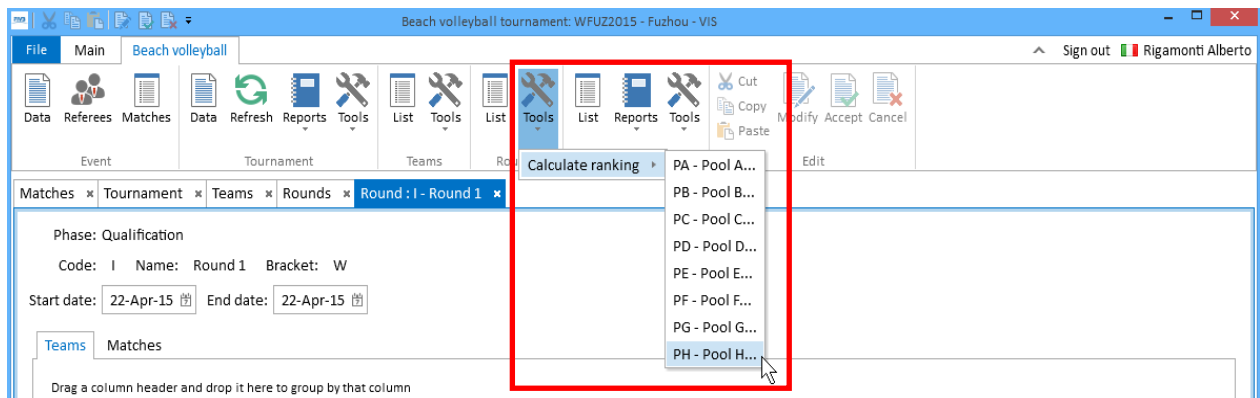 Beach volleyball tournament: WFUZ2015 - Fuzhou - VIS
File Main Beach volleyball Sign out Rigamonti Alberto
Data Referees Matches Data Refresh Reports Tools List Tools List Tools List Reports Tools Cut
Copy
Paste
Modify Accept Cancel
Event Tournament Teams Edit
Calculate ranking
PA - Pool A...
PB - Pool B...
PC - Pool C...
PD - Pool D...
PE - Pool E...
PF - Pool F...
PG - Pool G...
PH - Pool H...
Matches Tournament Teams Rounds Round : I - Round 1
Phase: Qualification
Code: I Name: Round 1 Bracket: W
Start date: 22-Apr-15 End date: 22-Apr-15
Teams Matches
Drag a column header and drop it here to group by that column